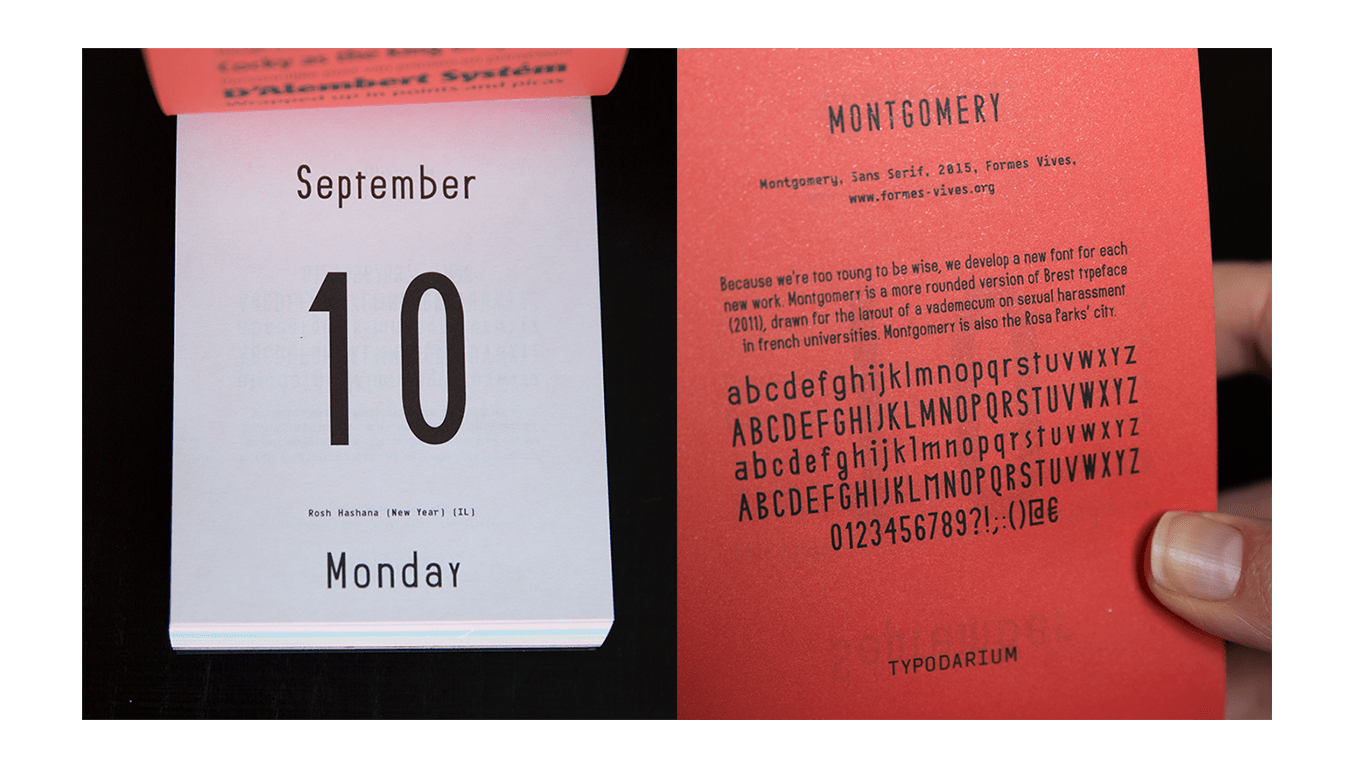 Cosky at the King
D'Alembert Systém
Wrapped up in points and picas
September
10
Rosh Hashana (New Year) (IL)
Monday
MONTGOMERY
Montgomery, Sans Serif, 2015, Formes Vives,
www.formes-vives.org
Because we're too young to be wise, we develop a new font for each
new work. Montgomery is a more rounded version of Brest typeface
(2011), drawn for the layout of a vademecum on sexual harassment
in french universities. Montgomery is also the Rosa Parks' city.
abcdefghijklmnopqrstuvwxyz
ABCDEFGHIJKLMNOPQRSTUVWXYZ
abcdefghijklmnopqrstuvwxyz
ABCDEFGHIJKLMNOPQRSTUVWXYZ
0123456789?!;:()@€
TYPODARIUM